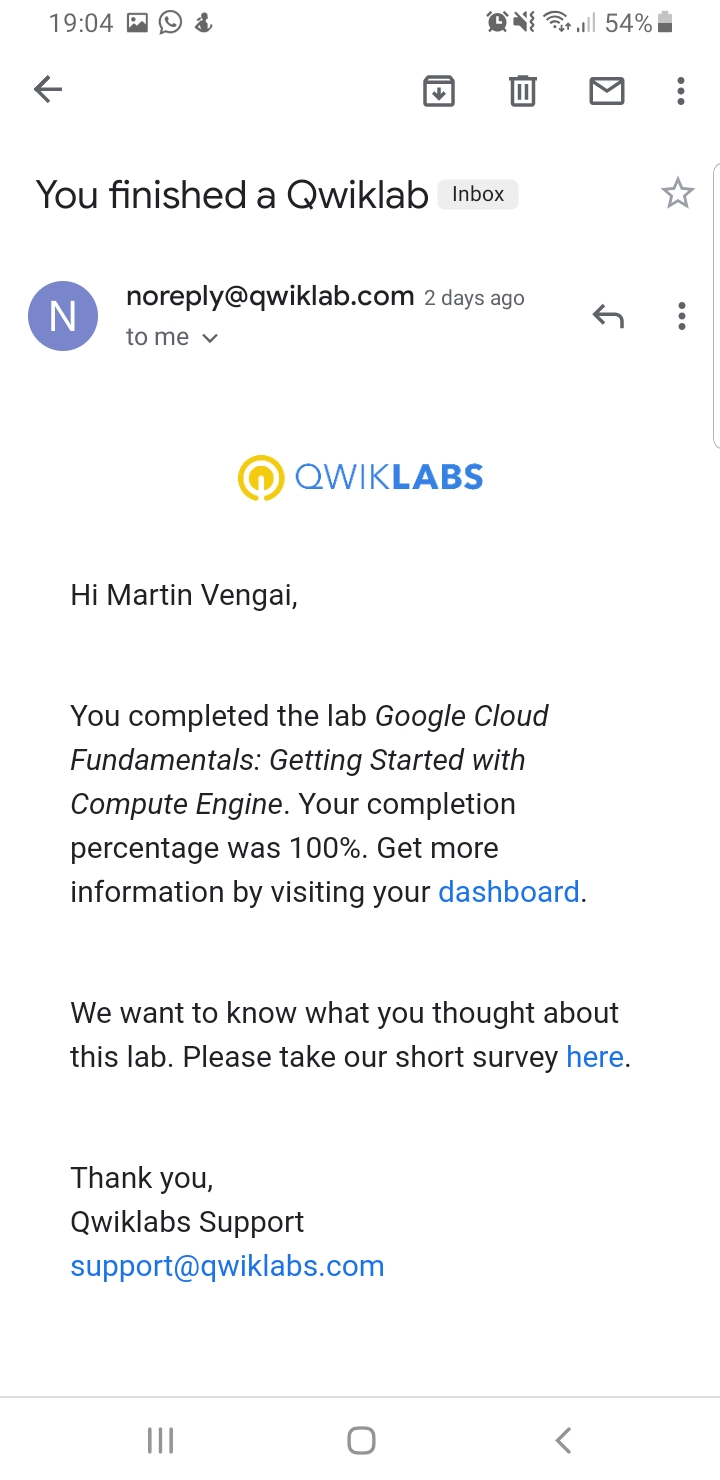 19:04 54%
You finished a Qwiklab Inbox
N
noreply@qwiklab.com 2 days ago
to me
QWIKLABS
Hi Martin Vengai,
You completed the lab Google Cloud
Fundamentals: Getting Started with
Compute Engine. Your completion
percentage was 100%. Get more
information by visiting your dashboard.
We want to know what you thought about
this lab. Please take our short survey here.
Thank you,
Qwiklabs Support
support@qwiklabs.com